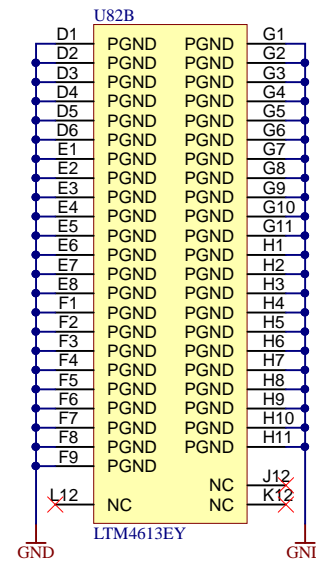 U82B
D1 PGND PGND G1
D2 PGND PGND G2
D3 PGND PGND G3
D4 PGND PGND G4
D5 PGND PGND G5
D6 PGND PGND G6
E1 PGND PGND G7
E2 PGND PGND G8
E3 PGND PGND G9
E4 PGND PGND G10
E5 PGND PGND G11
E6 PGND PGND H1
E7 PGND PGND H2
E8 PGND PGND H3
F1 PGND PGND H4
F2 PGND PGND H5
F3 PGND PGND H6
F4 PGND PGND H7
F5 PGND PGND H8
F6 PGND PGND H9
F7 PGND PGND H10
F8 PGND PGND H11
F9 PGND
NC J12
L12 NC NC K12
LTM4613EY
GND GND